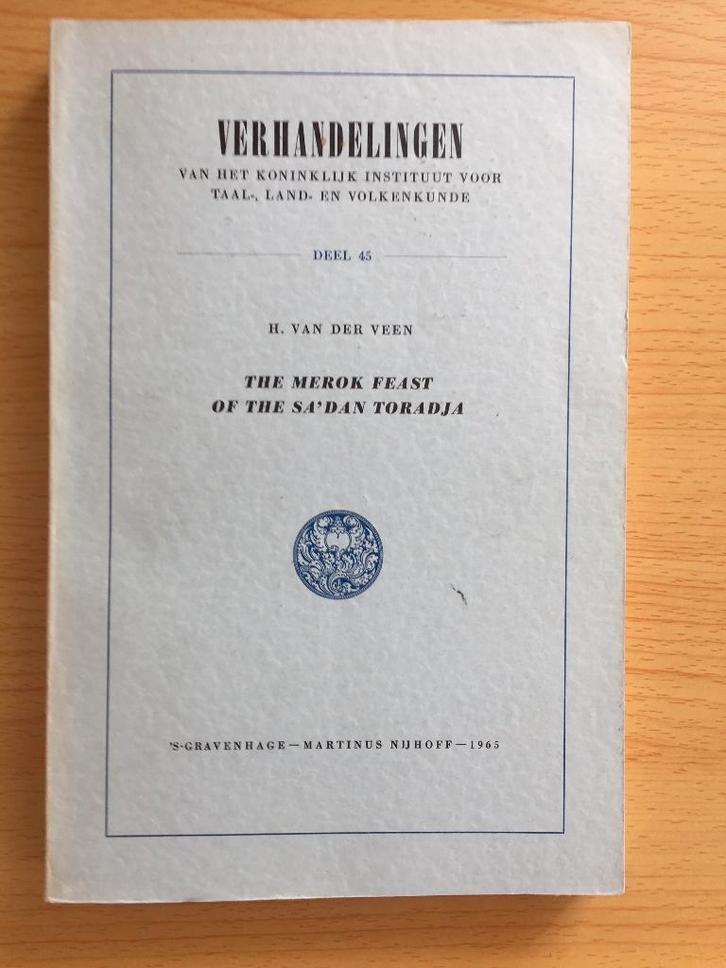 VERHANDELINGEN
VAN HET KONINKLIJK INSTITUUT VOOR
TAAL-, LAND- EN VOLKENKUNDE
DEEL 45
H. VAN DER VEEN
THE MEROK FEAST
OF THE SA'DAN TORADJA
'S-GRAVENHAGE — MARTINUS NIJHOFF — 1965